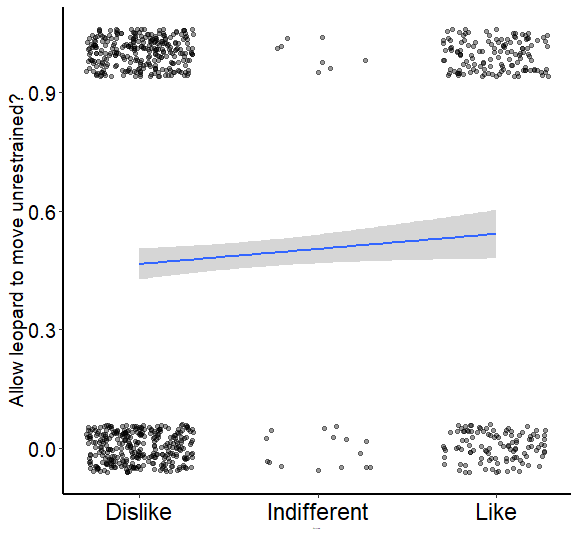 Allow leopard to move unrestrained?
0.9
0.6
0.3
0.0
Dislike Indifferent Like